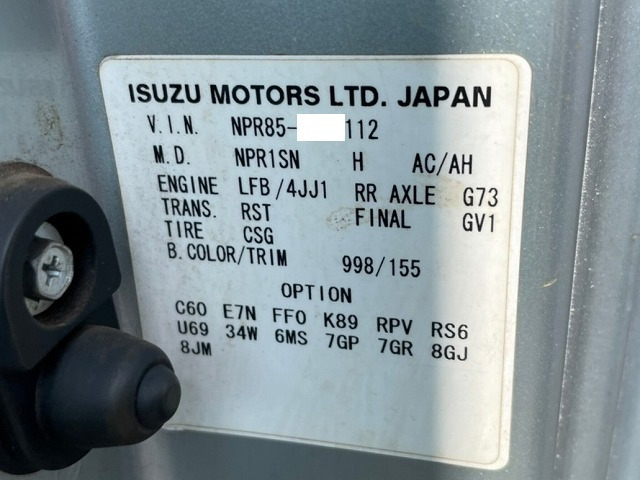 ISUZU MOTORS LTD. JAPAN
V.I.N. NPR85- 112
M.D. NPR1SN H AC/AH
ENGINE LFB/4JJ1 RR AXLE G73
TRANS. RST FINAL GV1
TIRE CSG
B.COLOR/TRIM 998/155
OPTION
C60 E7N FF0 K89 RPV RS6
U69 34W 6MS 7GP 7GR 8GJ
8JM